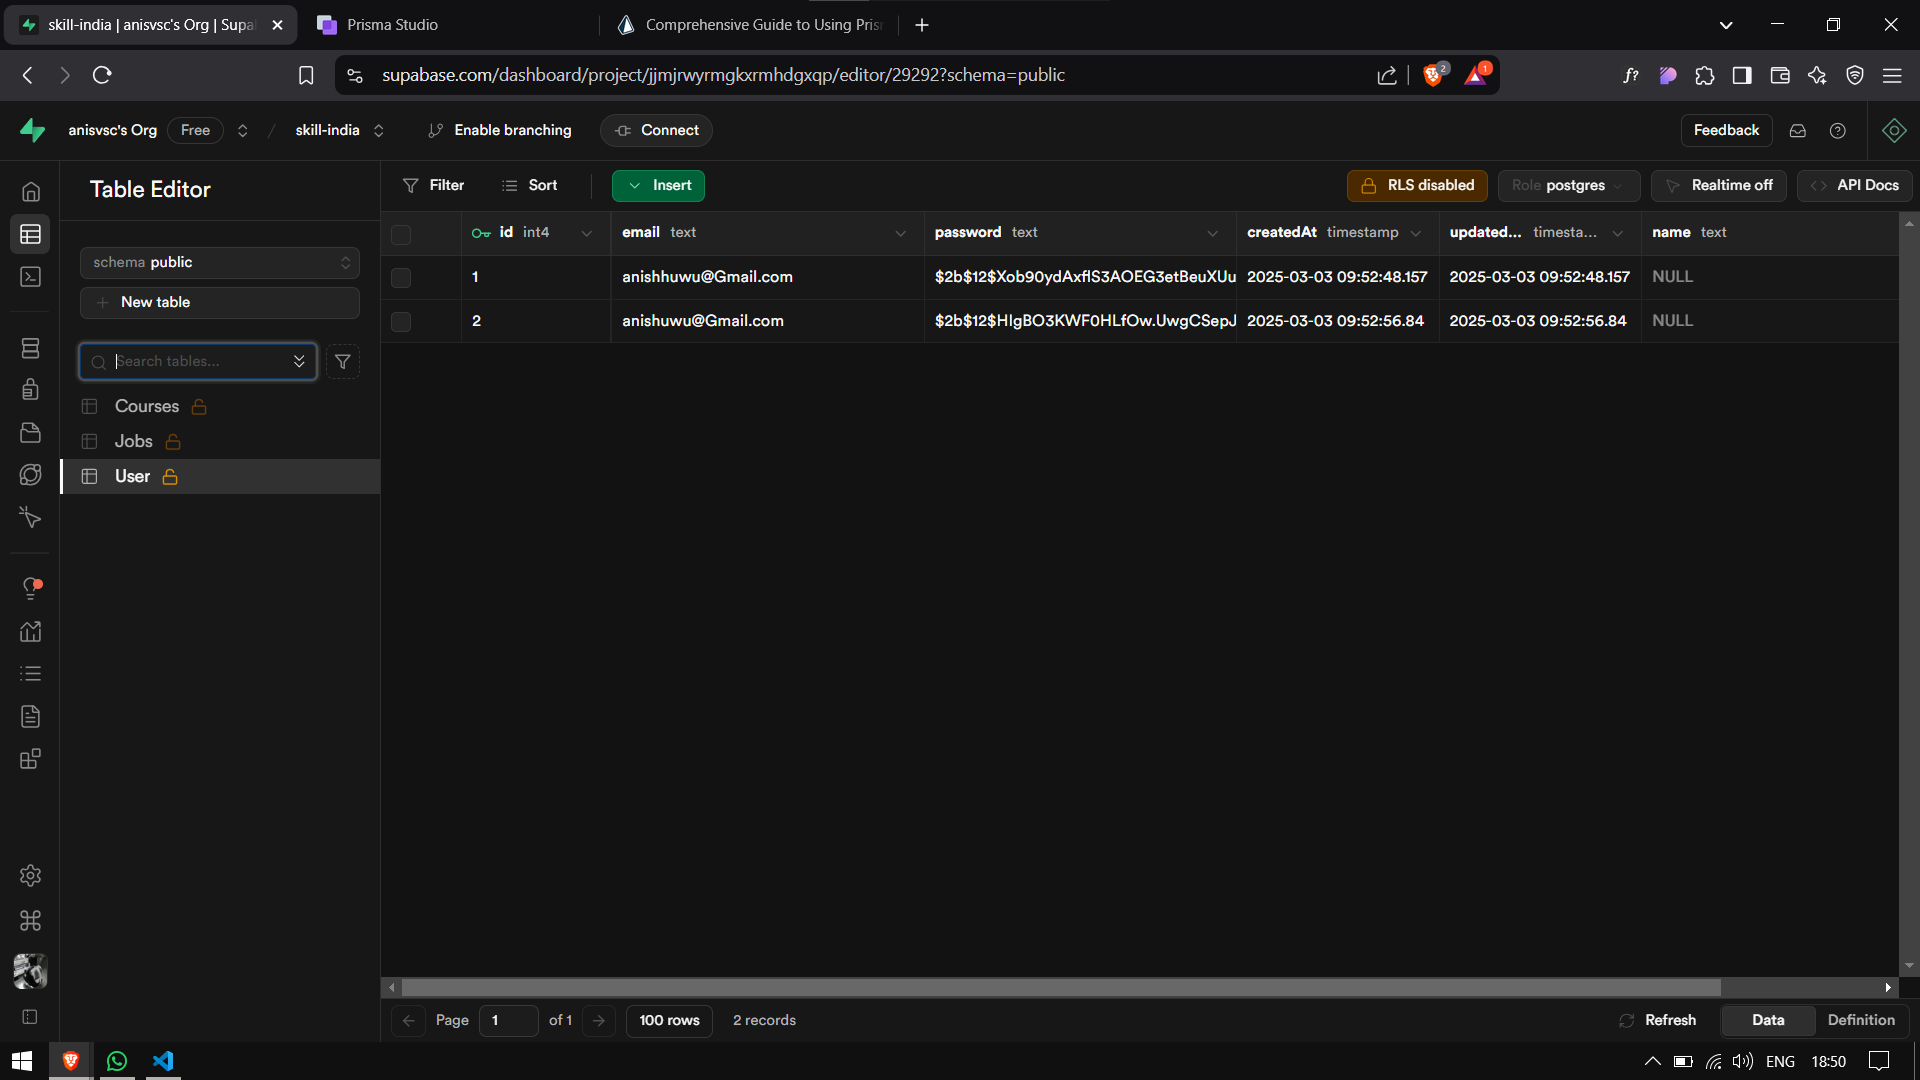 skill-india | anisvsc's Org | Supa
Prisma Studio
Comprehensive Guide to Using Pris
supabase.com/dashboard/project/jjmjrwyrmgkxrmhdgxqp/editor/29292?schema=public
2
1
f?
anisvsc's Org
Free
/
skill-india
Enable branching
Connect
Feedback
Table Editor
Filter
Sort
Insert
RLS disabled
Role postgres
Realtime off
API Docs
schema public
New table
Search tables...
Courses
Jobs
User
id int4
email text
password text
createdAt timestamp
updated... timesta...
name text
1
anishhuwu@Gmail.com
$2b$12$Xob90ydAxflS3AOEG3etBeuXUu
2025-03-03 09:52:48.157
2025-03-03 09:52:48.157
NULL
2
anishuwu@Gmail.com
$2b$12$HIgBO3KWF0HLfOw.UwgCSepJ
2025-03-03 09:52:56.84
2025-03-03 09:52:56.84
NULL
Page
1
of 1
100 rows
2 records
Refresh
Data
Definition
ENG
18:50